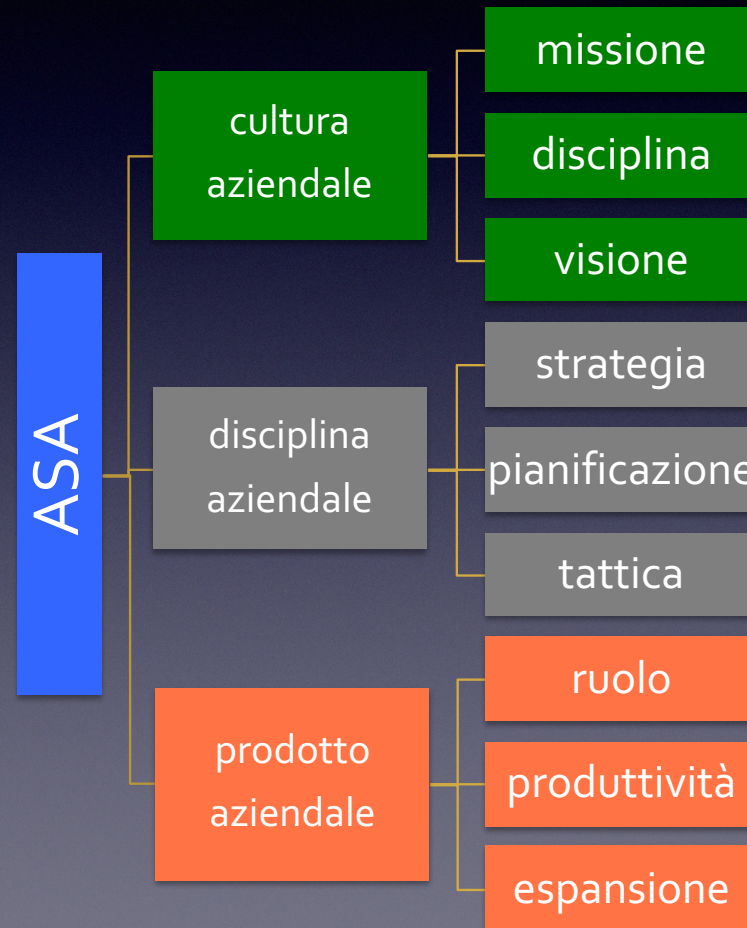 ASA
cultura
aziendale
missione
disciplina
visione
disciplina
aziendale
strategia
pianificazione
tattica
prodotto
aziendale
ruolo
produttività
espansione